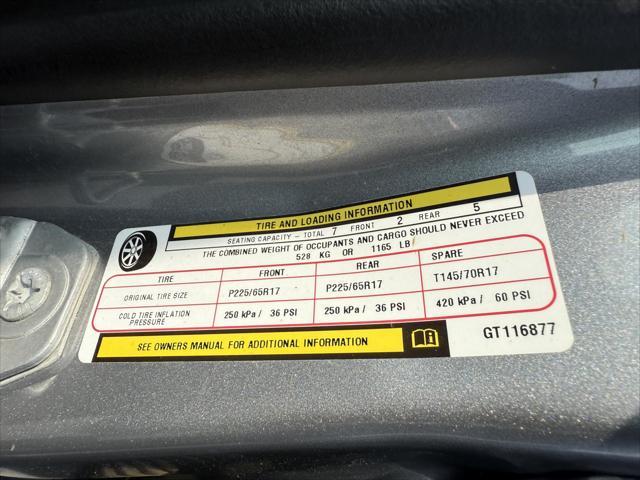 TIRE AND LOADING INFORMATION
SEATING CAPACITY - TOTAL 7 FRONT 2 REAR 5
THE COMBINED WEIGHT OF OCCUPANTS AND CARGO SHOULD NEVER EXCEED
528 KG OR 1165 LB
TIRE FRONT REAR SPARE
ORIGINAL TIRE SIZE P225/65R17 P225/65R17 T145/70R17
COLD TIRE INFLATION PRESSURE 250 kPa / 36 PSI 250 kPa / 36 PSI 420 kPa / 60 PSI
SEE OWNERS MANUAL FOR ADDITIONAL INFORMATION GT116877